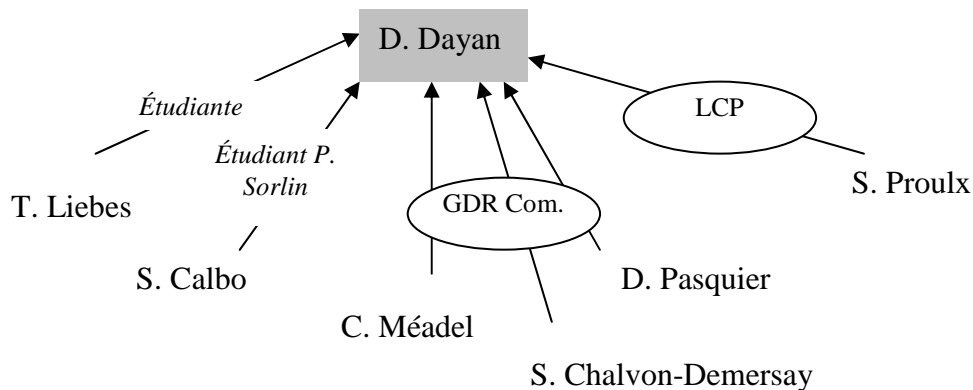 D. Dayan
Étudiante
LCP
Étudiant P.
Sorlin
S. Proulx
T. Liebes
GDR Com.
S. Calbo
D. Pasquier
C. Méadel
S. Chalvon-Demersay